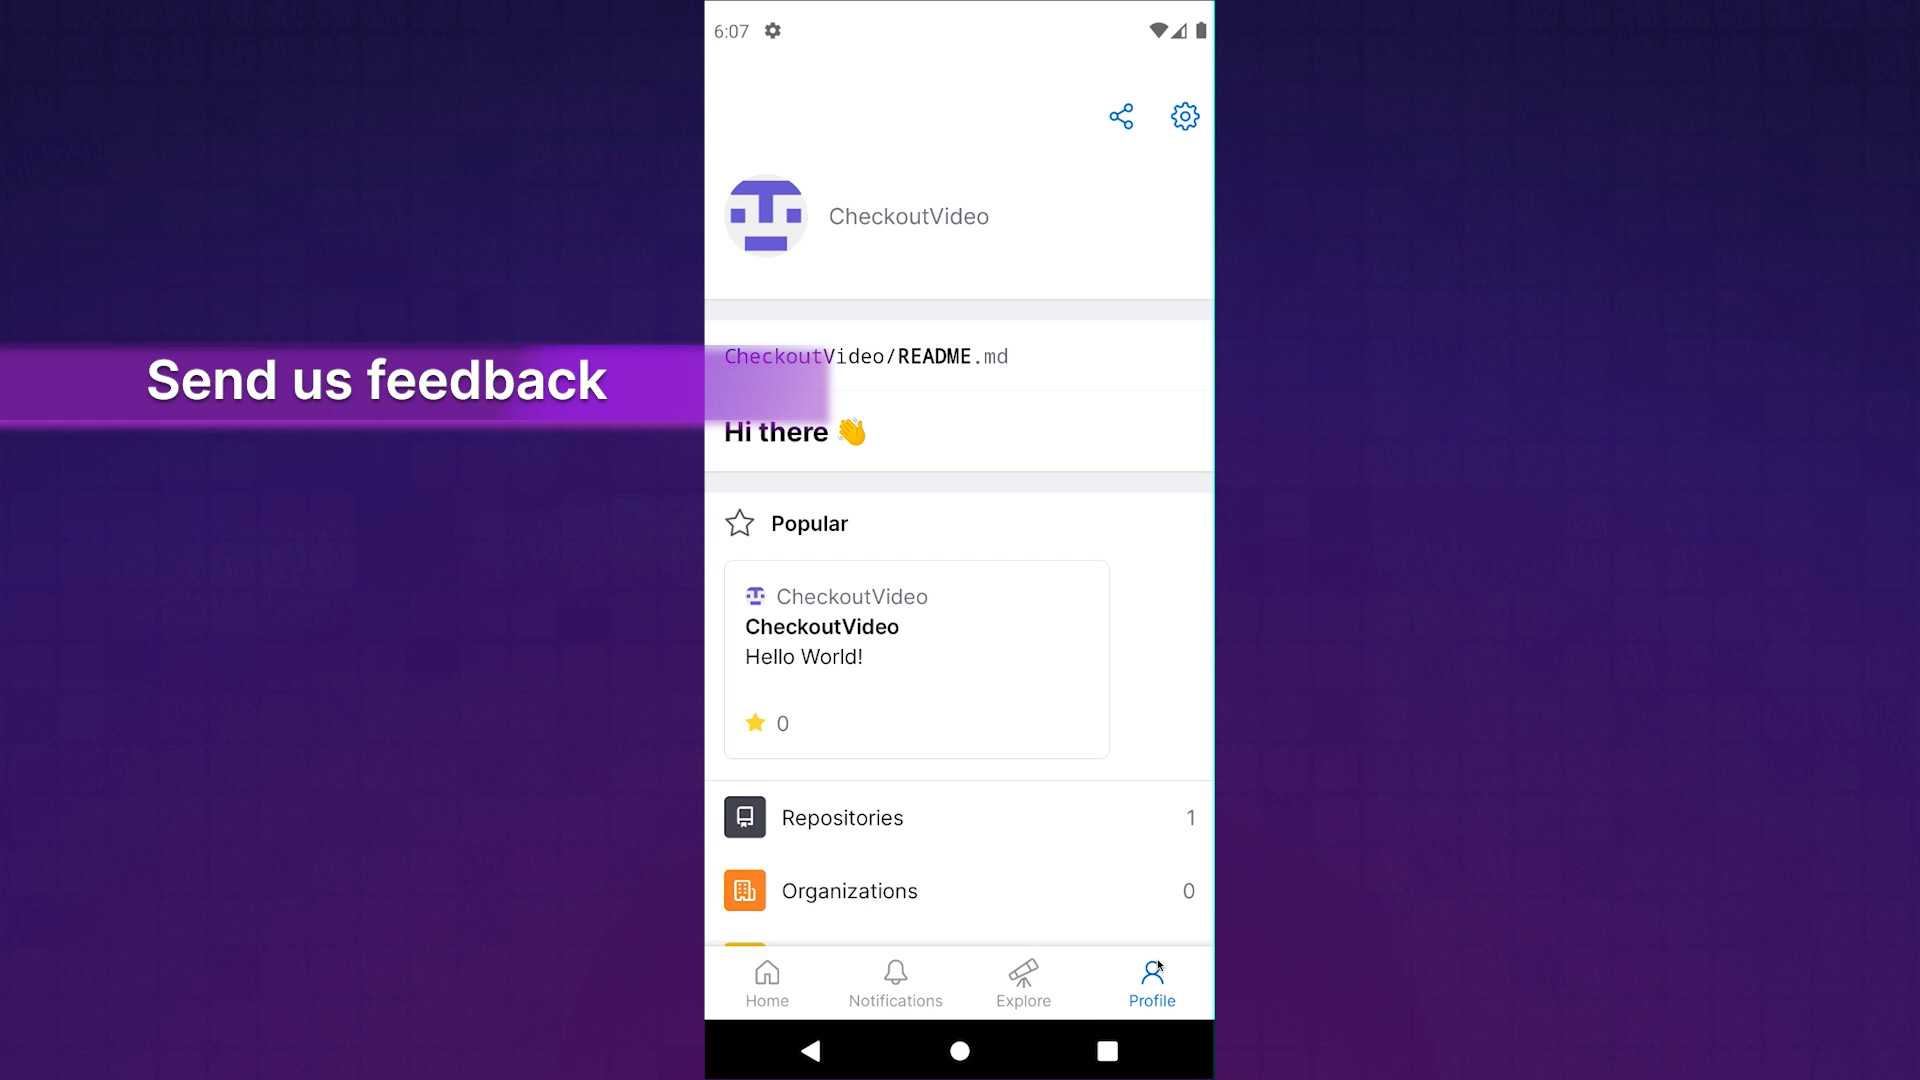 6:07
CheckoutVideo
Send us feedback
CheckoutVideo/README.md
Hi there 👋
Popular
CheckoutVideo
CheckoutVideo
Hello World!
0
Repositories 1
Organizations 0
Home Notifications Explore Profile